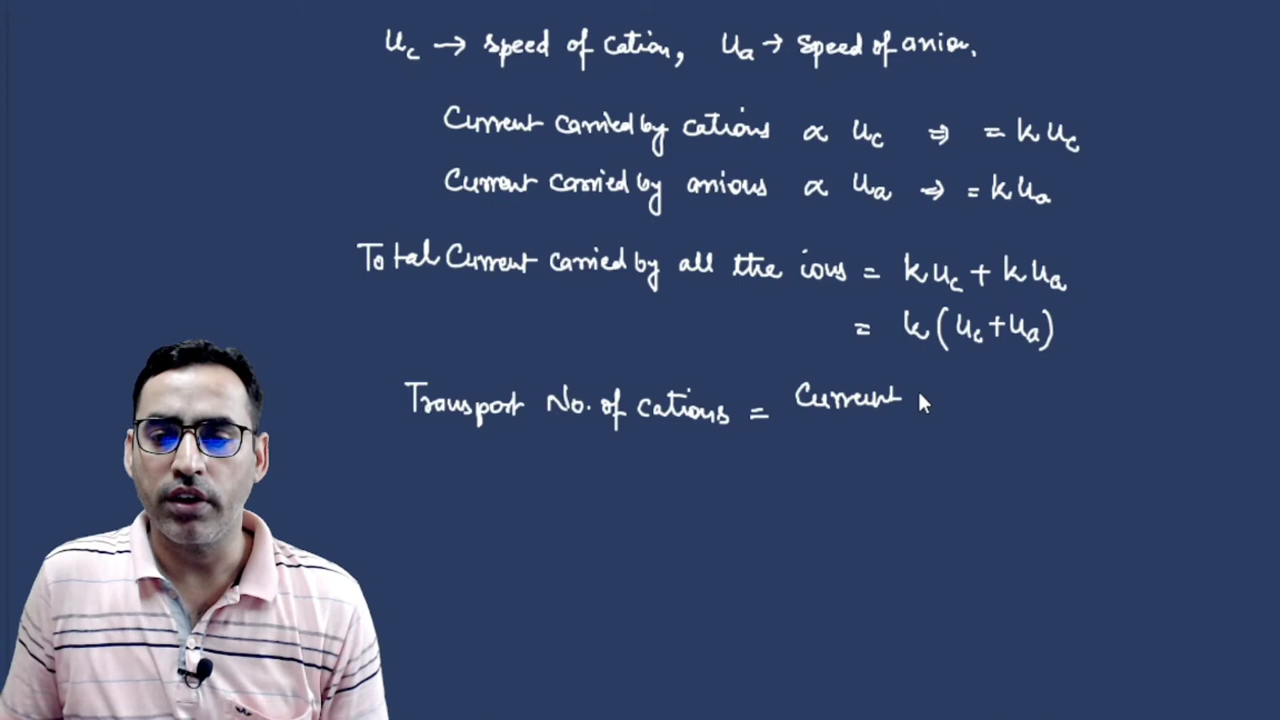 u_c → speed of cation, u_a → speed of anion.
Current carried by cations ∝ u_c ⇒ = k u_c
Current carried by anions ∝ u_a ⇒ = k u_a
Total Current carried by all the ions = k u_c + k u_a
= k (u_c + u_a)
Transport No. of cations = Current